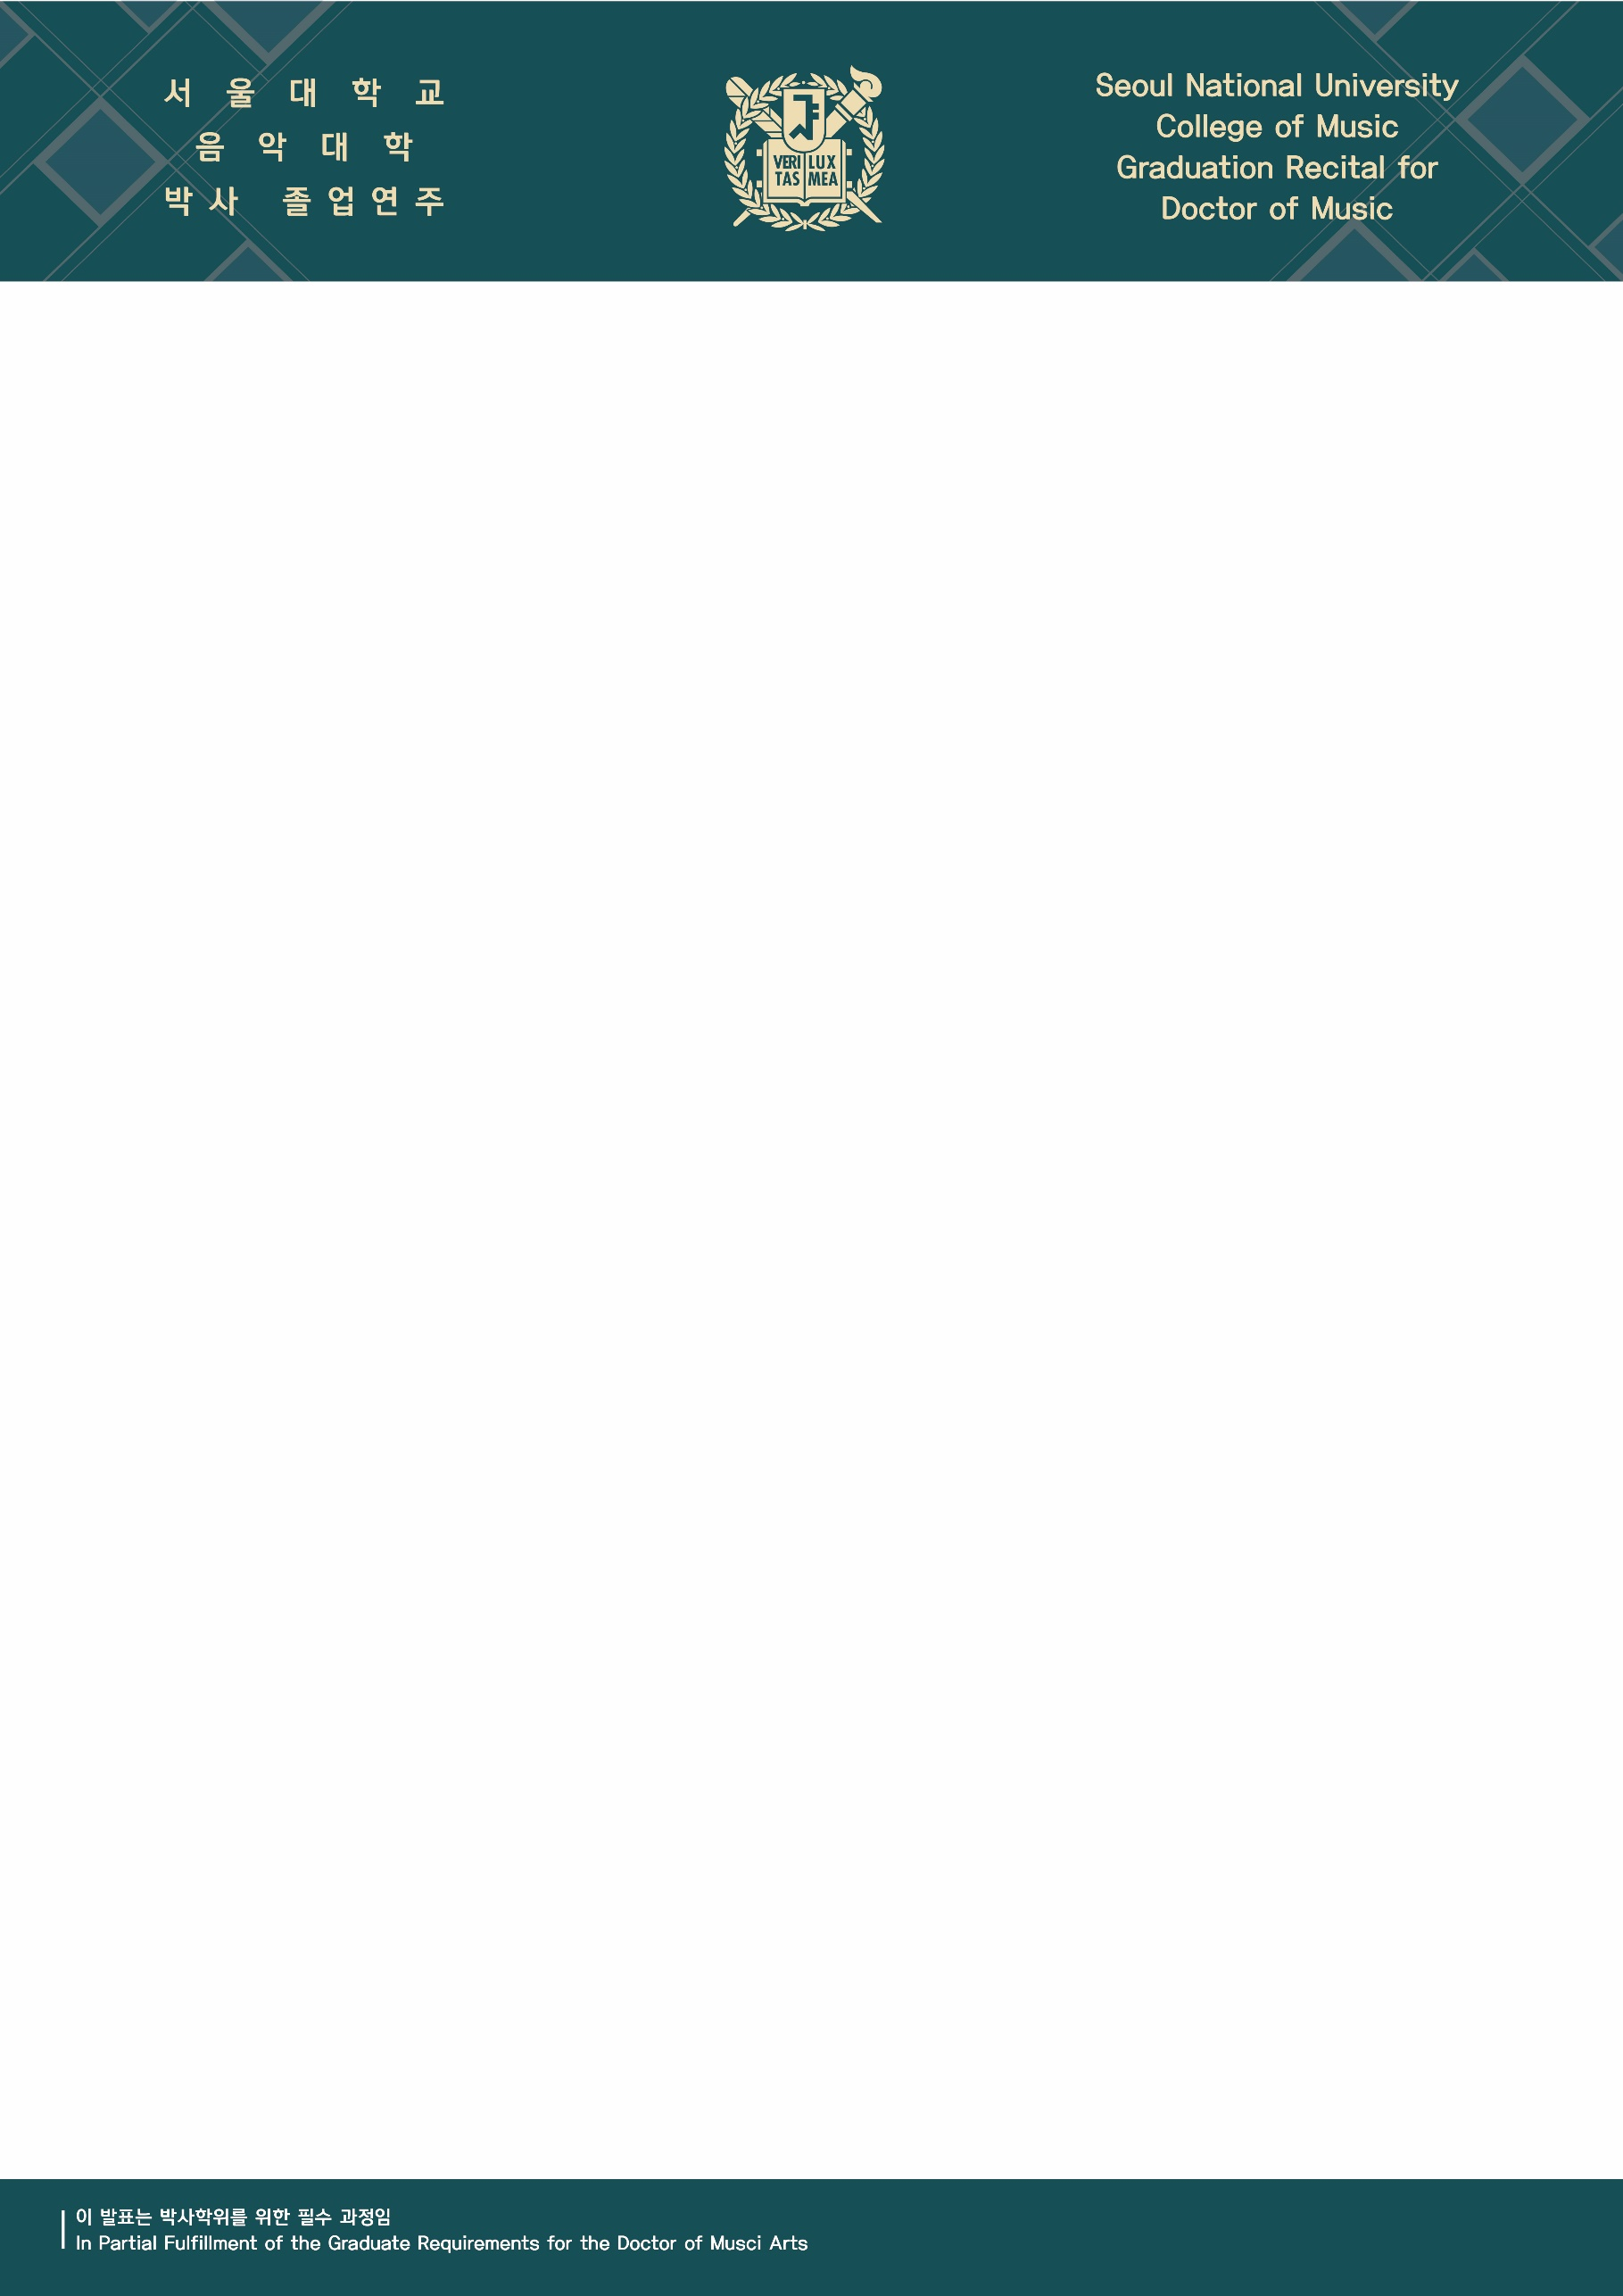 서 울 대 학 교
음 악 대 학
박사 졸업연주
VERI LUX
TAS MEA
Seoul National University
College of Music
Graduation Recital for
Doctor of Music
이 발표는 박사학위를 위한 필수 과정임
In Partial Fulfillment of the Graduate Requirements for the Doctor of Musci Arts